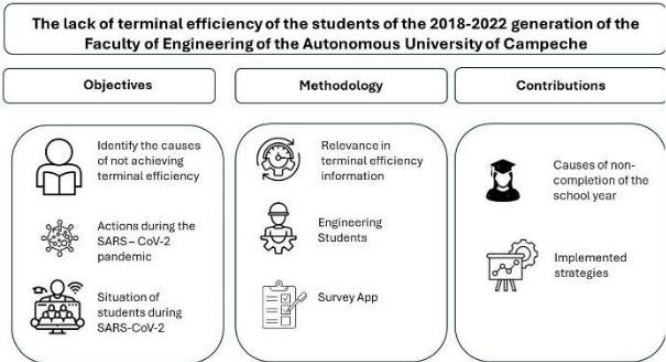 The lack of terminal efficiency of the students of the 2018-2022 generation of the
Faculty of Engineering of the Autonomous University of Campeche
Objectives
Methodology
Contributions
Identify the causes
of not achieving
terminal efficiency
Actions during the
SARS – CoV-2
pandemic
Situation of
students during
SARS-CoV-2
Relevance in
terminal efficiency
information
Engineering
Students
Survey App
Causes of non-
completion of the
school year
Implemented
strategies